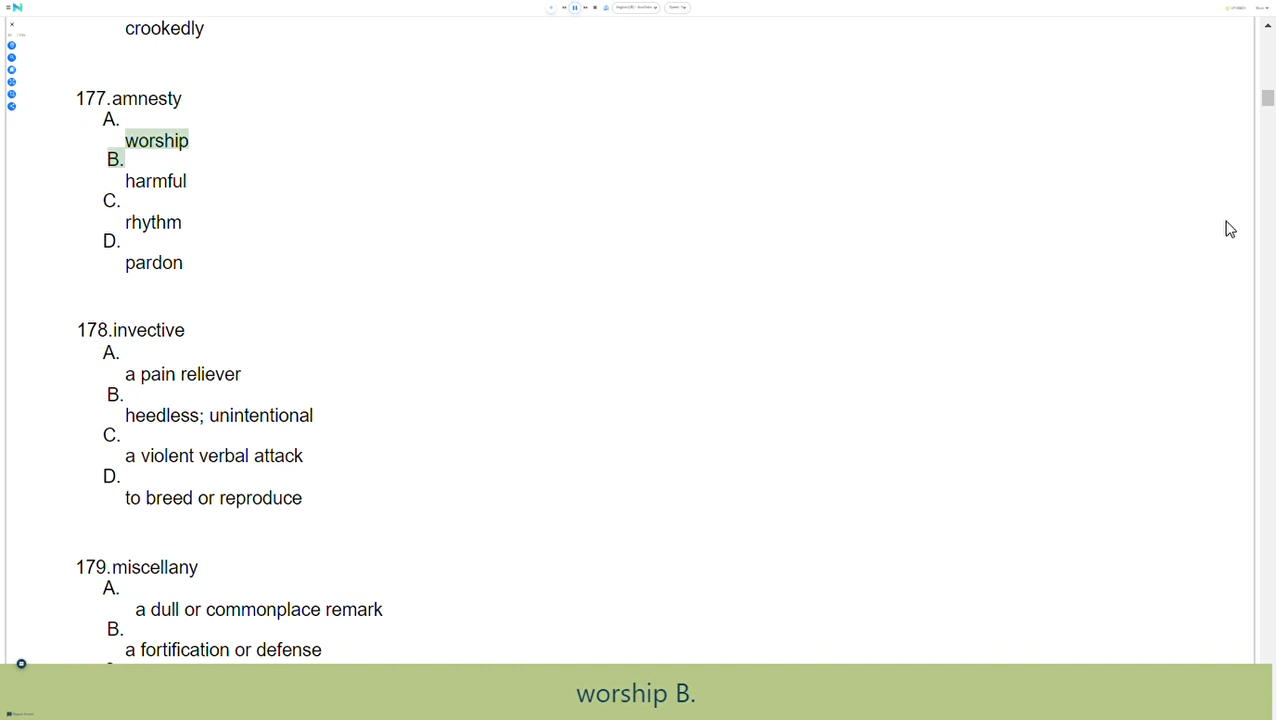 crookedly
177.amnesty
A.
worship
B.
harmful
C.
rhythm
D.
pardon
178.invective
A.
a pain reliever
B.
heedless; unintentional
C.
a violent verbal attack
D.
to breed or reproduce
179.miscellany
A.
a dull or commonplace remark
B.
a fortification or defense
worship B.